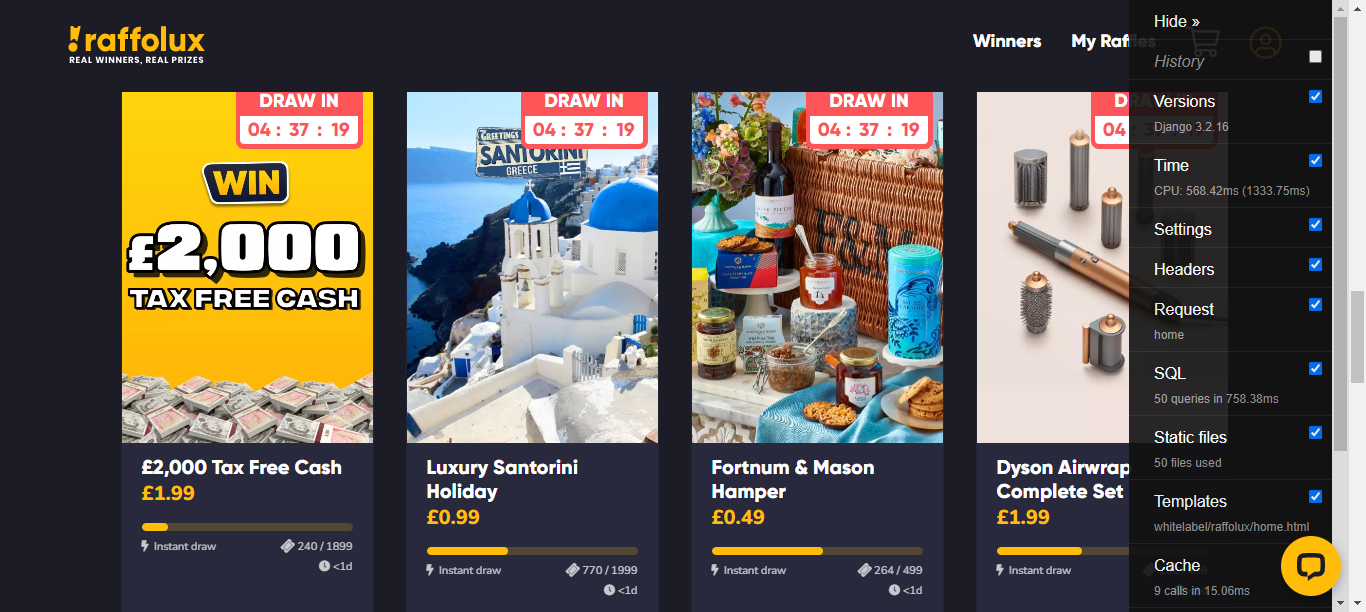 raffolux
REAL WINNERS, REAL PRIZES
Winners
My Raffles
DRAW IN
04 : 37 : 19
WIN
£2,000
TAX FREE CASH
£2,000 Tax Free Cash
£1.99
Instant draw
240 / 1899
<1d
DRAW IN
04 : 37 : 19
GREETINGS
SANTORINI
GREECE
Luxury Santorini
Holiday
£0.99
Instant draw
770 / 1999
<1d
DRAW IN
04 : 37 : 19
Fortnum & Mason
Hamper
£0.49
Instant draw
264 / 499
<1d
04 :
Dyson Airwrap
Complete Set
£1.99
Instant draw
Hide »
History
Versions
Django 3.2.16
Time
CPU: 568.42ms (1333.75ms)
Settings
Headers
Request
home
SQL
50 queries in 758.38ms
Static files
50 files used
Templates
whitelabel/raffolux/home.html
Cache
9 calls in 15.06ms